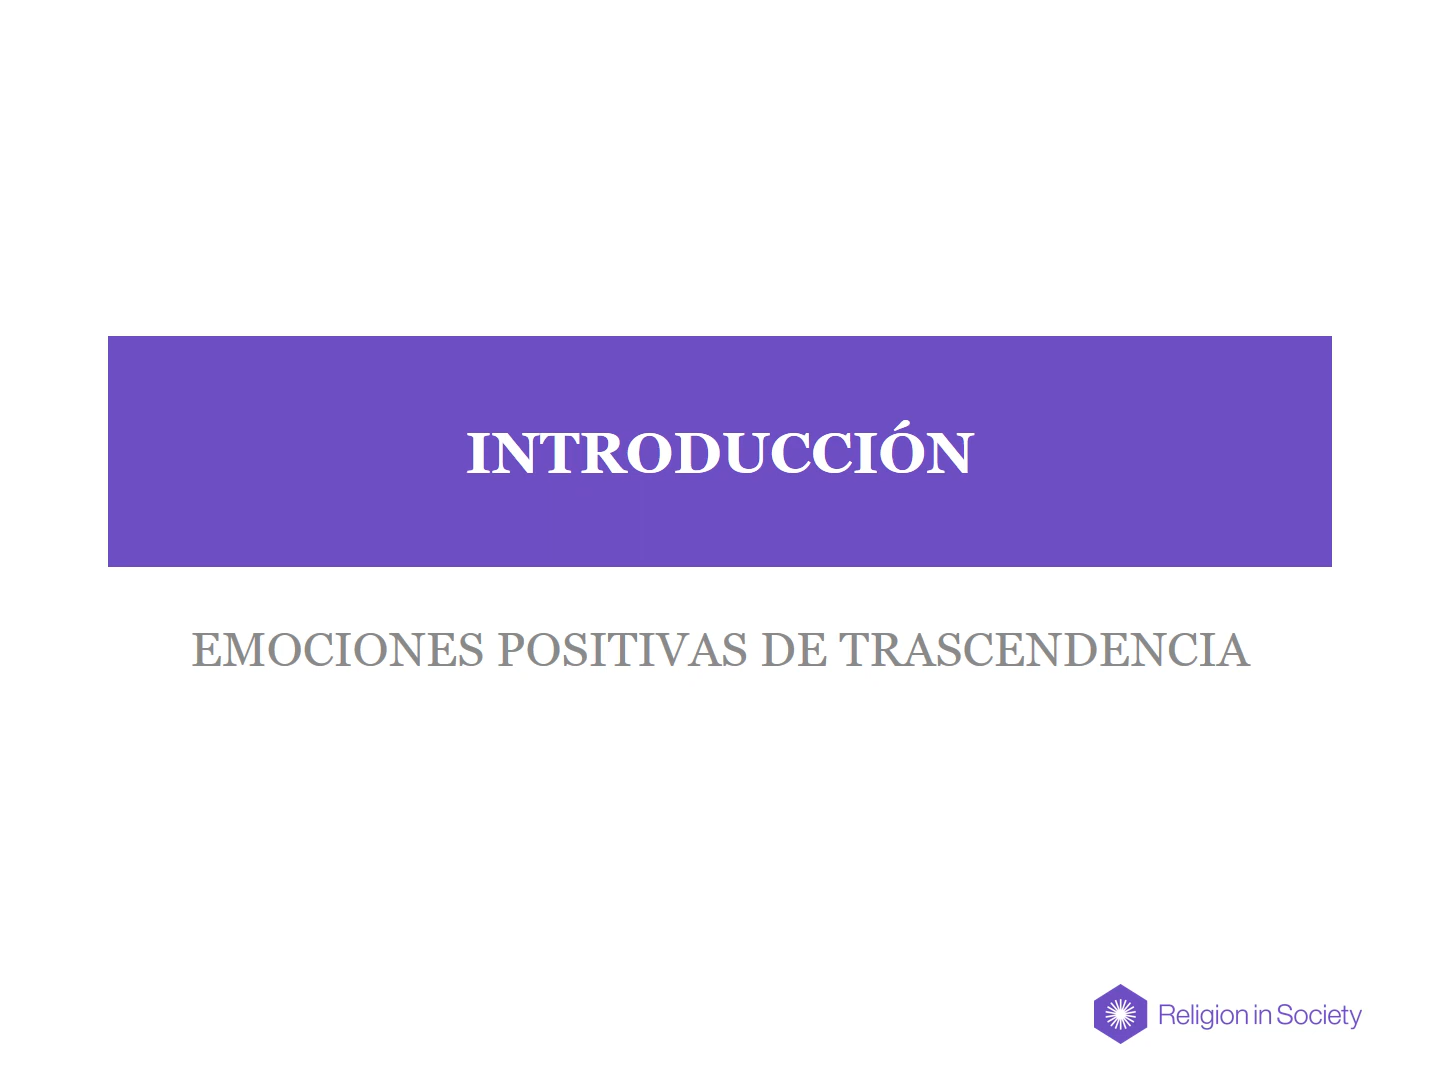 INTRODUCCIÓN
EMOCIONES POSITIVAS DE TRASCENDENCIA
Religion in Society